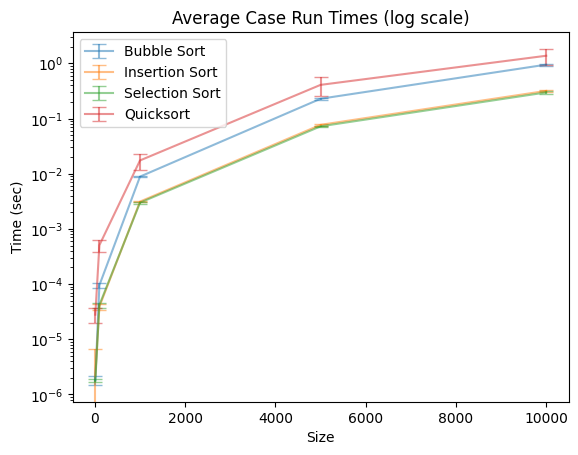 Average Case Run Times (log scale)
Bubble Sort
Insertion Sort
Selection Sort
Quicksort
Time (sec)
10⁰
10⁻¹
10⁻²
10⁻³
10⁻⁴
10⁻⁵
10⁻⁶
0 2000 4000 6000 8000 10000
Size